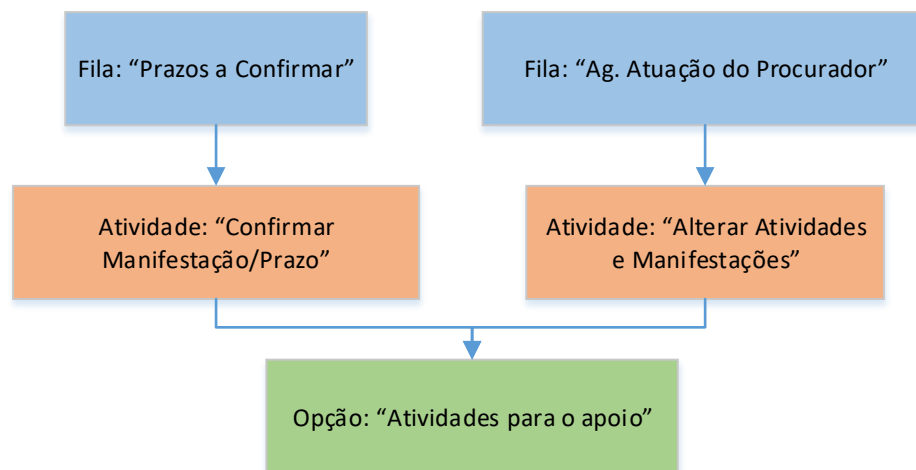 Fila: “Prazos a Confirmar”
Fila: “Ag. Atuação do Procurador”
Atividade: “Confirmar
Manifestação/Prazo”
Atividade: “Alterar Atividades
e Manifestações”
Opção: “Atividades para o apoio”